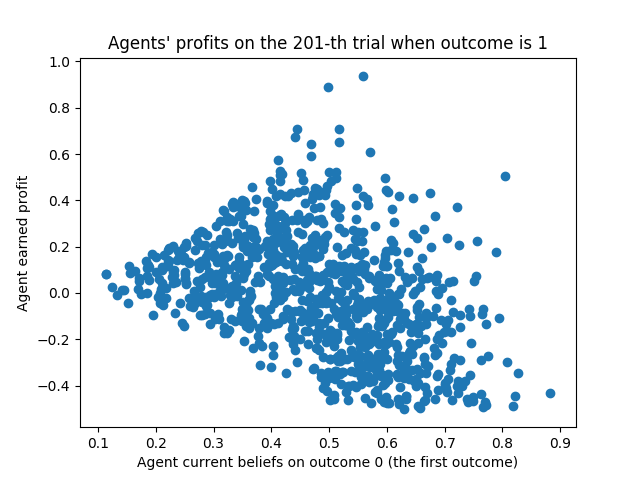 Agents' profits on the 201-th trial when outcome is 1
1.0
0.8
0.6
0.4
0.2
0.0
−0.2
−0.4
Agent earned profit
0.1 0.2 0.3 0.4 0.5 0.6 0.7 0.8 0.9
Agent current beliefs on outcome 0 (the first outcome)